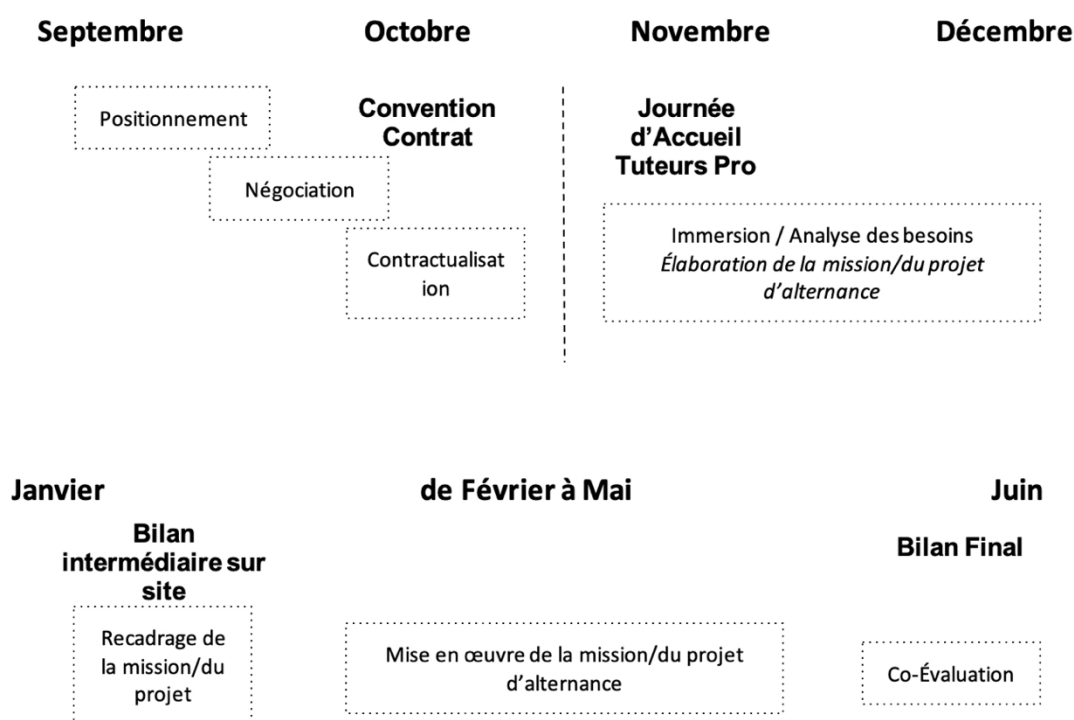 Septembre
Octobre
Novembre
Décembre
Positionnement
Convention
Contrat
Journée
d'Accueil
Tuteurs Pro
Négociation
Contractualisat
ion
Immersion / Analyse des besoins
Élaboration de la mission/du projet
d'alternance
Janvier
de Février à Mai
Juin
Bilan
intermédiaire sur
site
Bilan Final
Recadrage de
la mission/du
projet
Mise en œuvre de la mission/du projet
d'alternance
Co-Évaluation